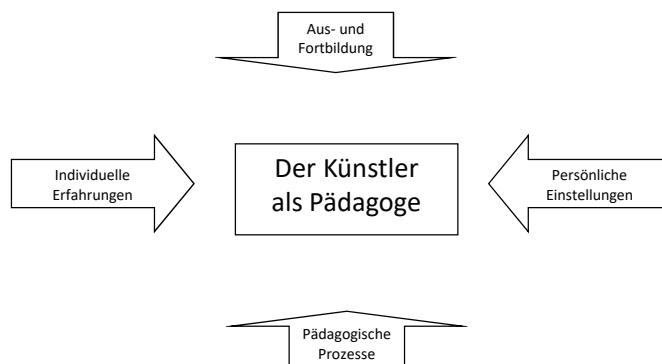 Aus- und
Fortbildung
Individuelle
Erfahrungen
Der Künstler
als Pädagoge
Persönliche
Einstellungen
Pädagogische
Prozesse